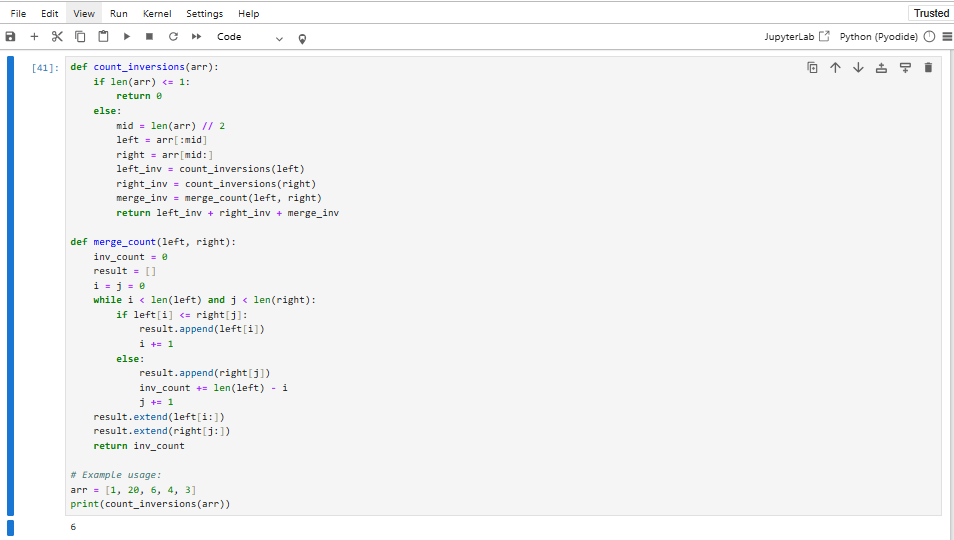 File Edit View Run Kernel Settings Help
Trusted
Code JupyterLab Python (Pyodide)
[41]: def count_inversions(arr):
    if len(arr) <= 1:
        return 0
    else:
        mid = len(arr) // 2
        left = arr[:mid]
        right = arr[mid:]
        left_inv = count_inversions(left)
        right_inv = count_inversions(right)
        merge_inv = merge_count(left, right)
        return left_inv + right_inv + merge_inv
def merge_count(left, right):
    inv_count = 0
    result = []
    i = j = 0
    while i < len(left) and j < len(right):
        if left[i] <= right[j]:
            result.append(left[i])
            i += 1
        else:
            result.append(right[j])
            inv_count += len(left) - i
            j += 1
    result.extend(left[i:])
    result.extend(right[j:])
    return inv_count
# Example usage:
arr = [1, 20, 6, 4, 3]
print(count_inversions(arr))
6